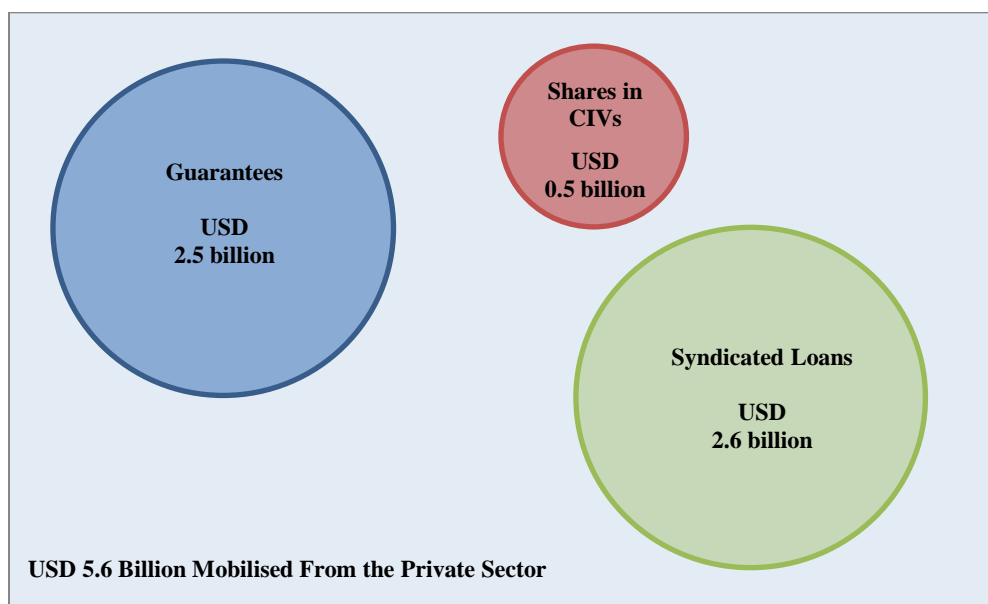 Guarantees
USD
2.5 billion
Shares in
CIVs
USD
0.5 billion
Syndicated Loans
USD
2.6 billion
USD 5.6 Billion Mobilised From the Private Sector